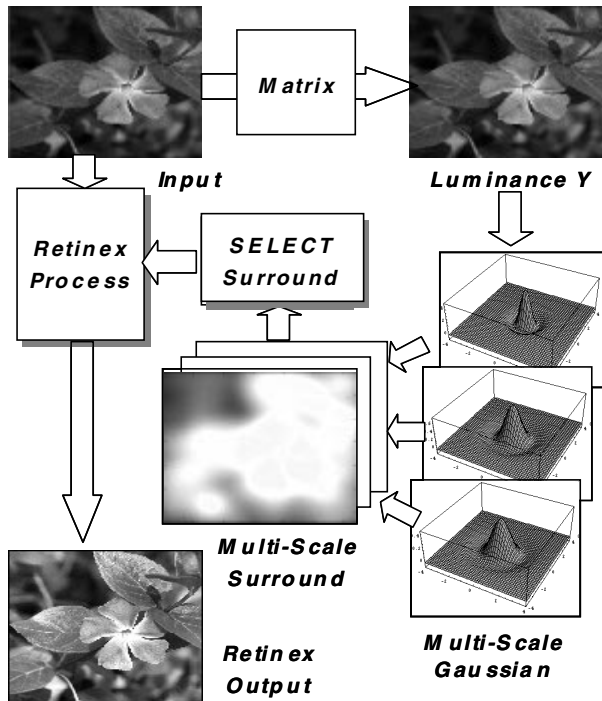 Matrix
Input
Luminance Y
Retinex
Process
SELECT
Surround
Multi-Scale
Surround
Multi-Scale
Gaussian
Retinex
Output